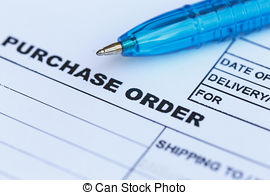 PURCHASE ORDER
DATE OF
DELIVERY/
FOR
SHIPPING TO
© Can Stock Photo